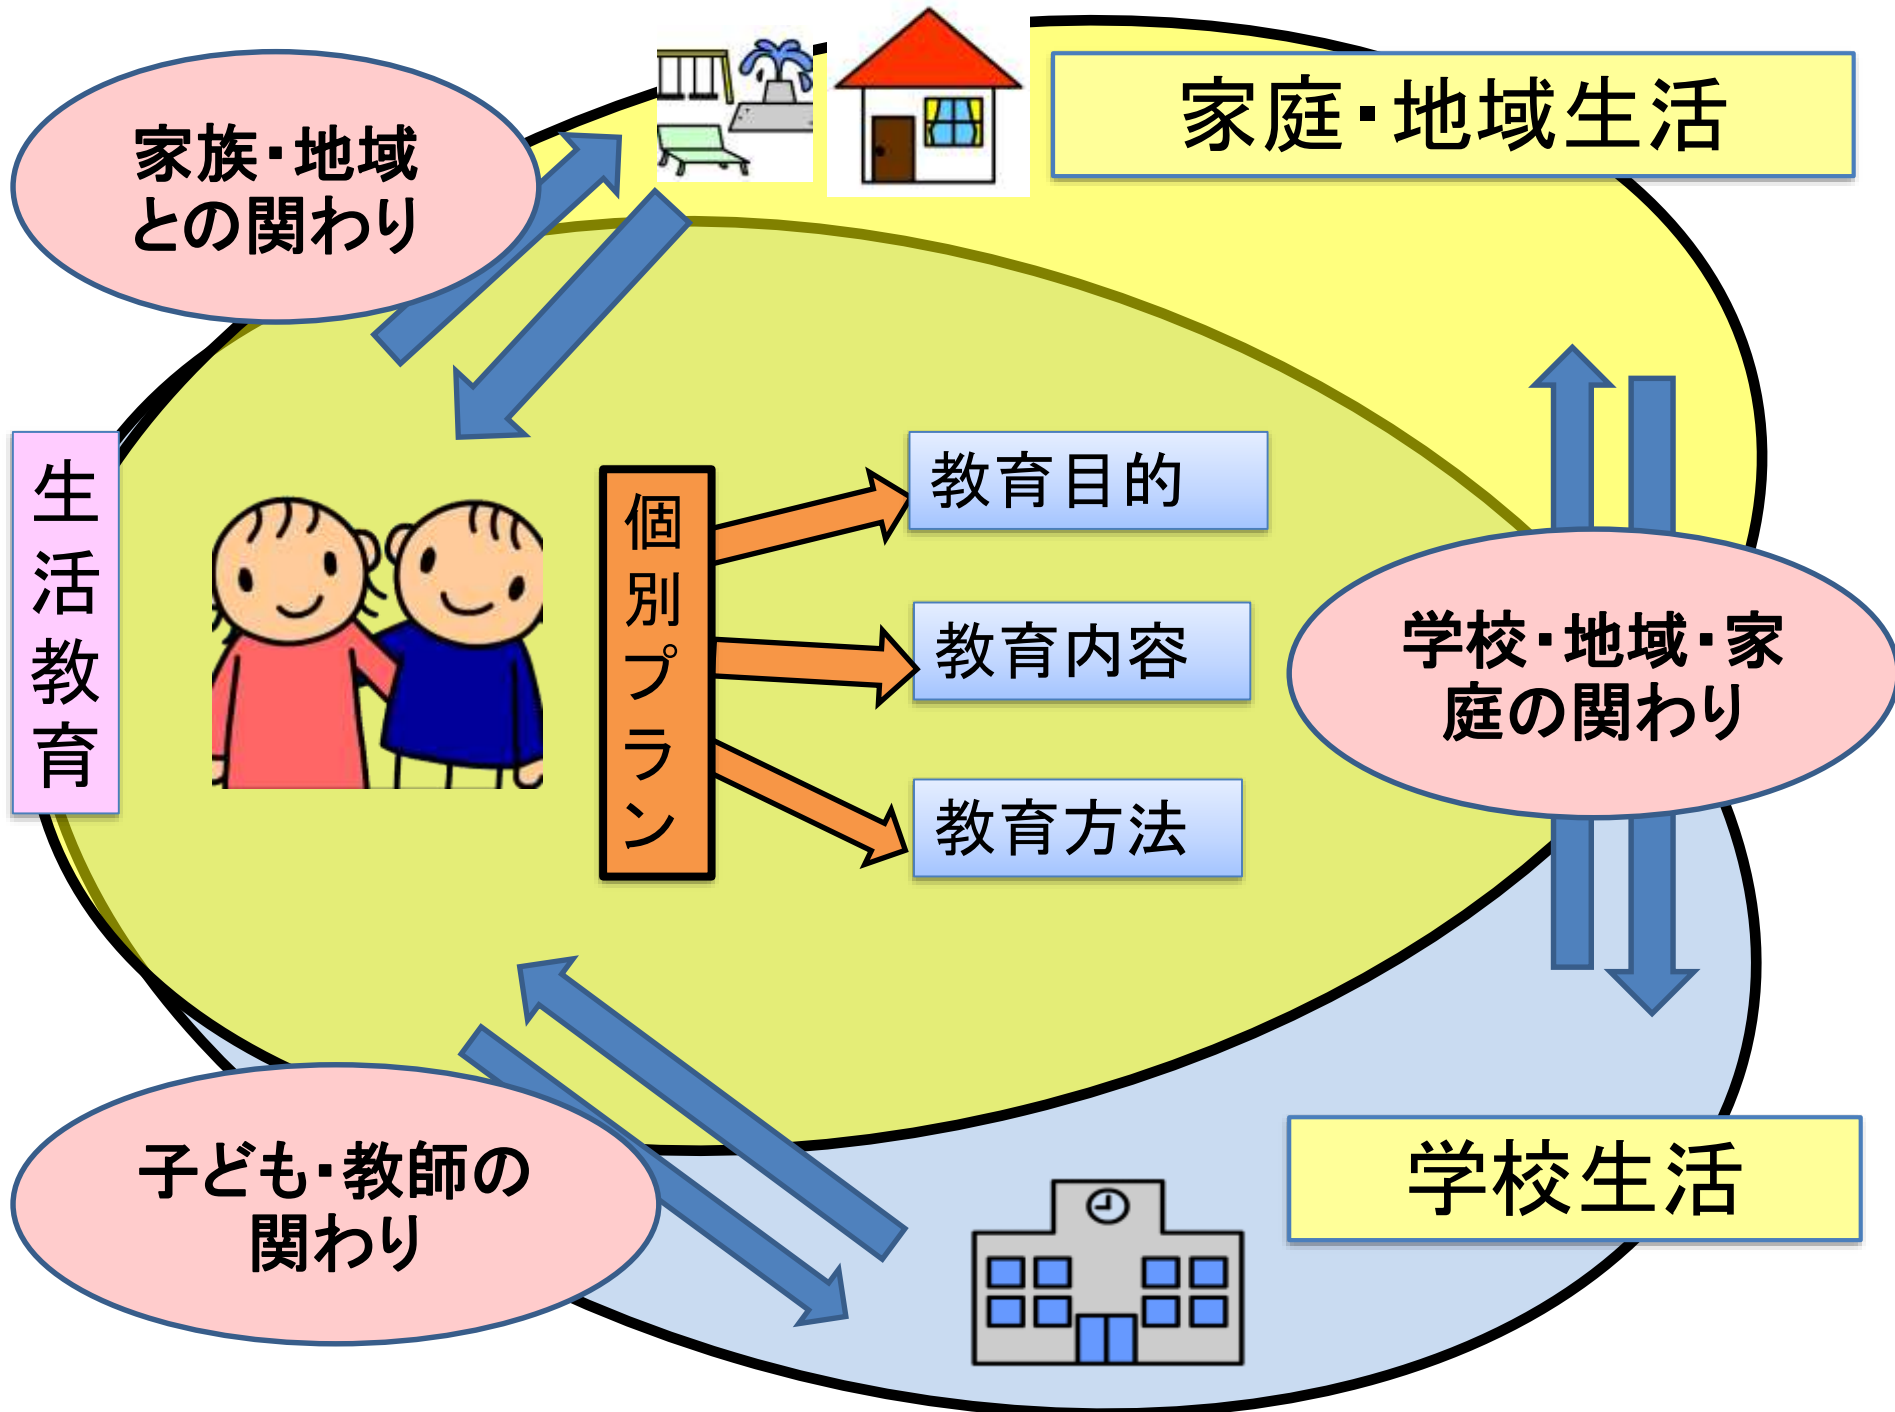 家庭・地域生活
家族・地域
との関わり
生活教育
個別プラン
教育目的
教育内容
教育方法
学校・地域・家
庭の関わり
子ども・教師の
関わり
学校生活